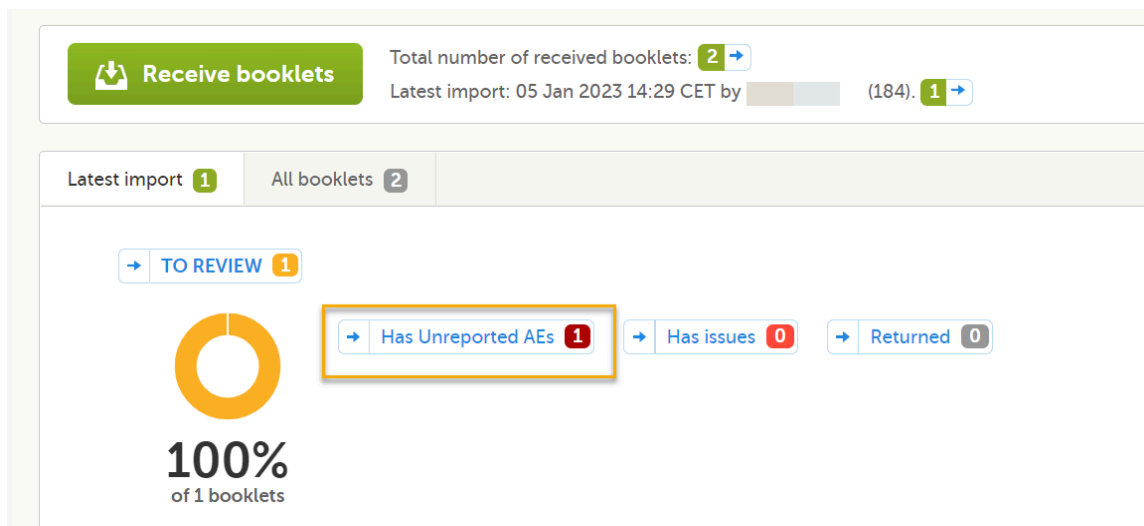 Receive booklets
Total number of received booklets: 2
Latest import: 05 Jan 2023 14:29 CET by (184). 1
Latest import 1 All booklets 2
TO REVIEW 1
Has Unreported AEs 1 Has issues 0 Returned 0
100%
of 1 booklets